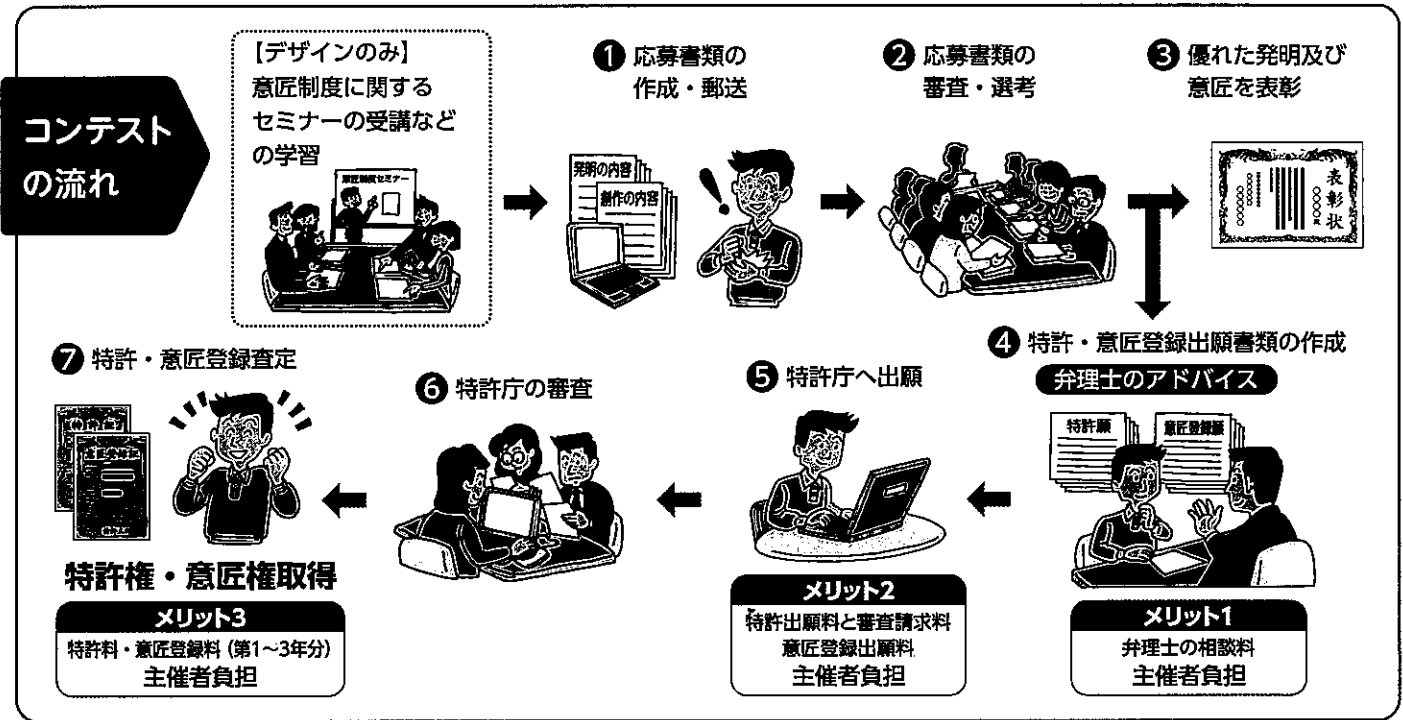 コンテスト
の流れ
【デザインのみ】
意匠制度に関する
セミナーの受講など
の学習
意匠制度セミナー
❶ 応募書類の
作成・郵送
発明の内容
創作の内容
❷ 応募書類の
審査・選考
❸ 優れた発明及び
意匠を表彰
表彰状
❹ 特許・意匠登録出願書類の作成
弁理士のアドバイス
特許願
意匠登録願
メリット1
弁理士の相談料
主催者負担
❺ 特許庁へ出願
メリット2
特許出願料と審査請求料
意匠登録出願料
主催者負担
❻ 特許庁の審査
❼ 特許・意匠登録査定
特許証
意匠登録証
特許権・意匠権取得
メリット3
特許料・意匠登録料(第1~3年分)
主催者負担